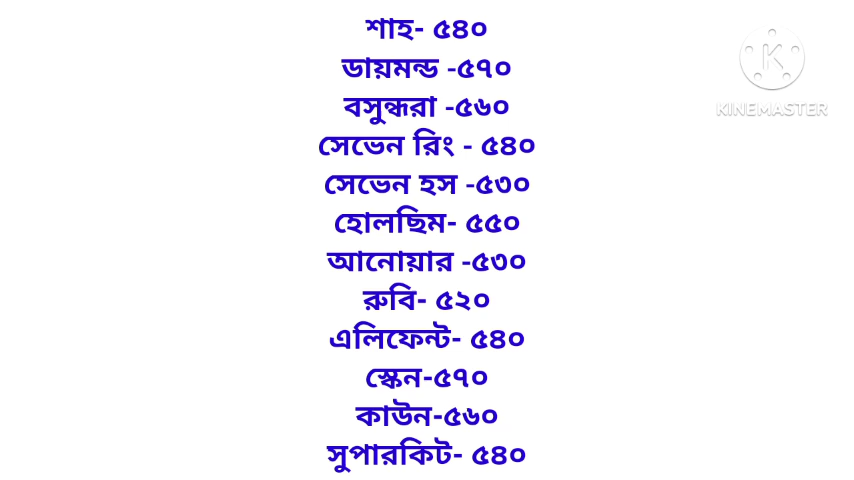 শাহ- ৫৪০
ডায়মন্ড -৫৭০
বসুন্ধরা -৫৬০
সেভেন রিং - ৫৪০
সেভেন হস -৫৩০
হোলছিম- ৫৫০
আনোয়ার -৫৩০
রুবি- ৫২০
এলিফেন্ট- ৫৪০
স্কেন-৫৭০
কাউন-৫৬০
সুপারকিট- ৫৪০
KINEMASTER